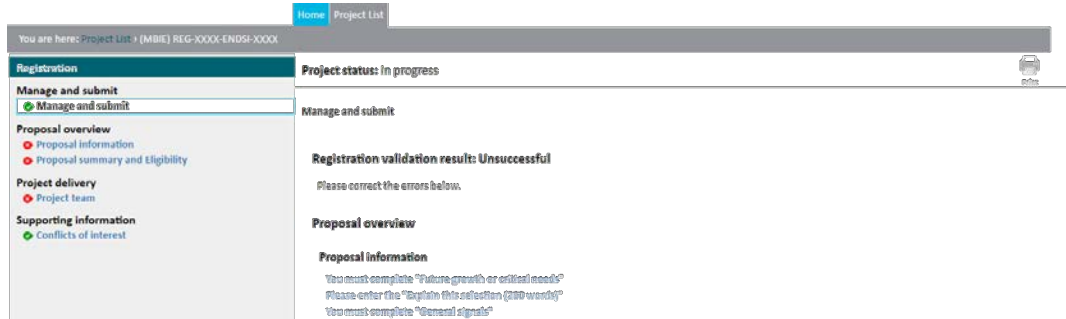 Home Project List
You are here: Project List › (MBIE) REG-XXXX-ENDSI-XXXX
Registration
Manage and submit
Manage and submit
Proposal overview
Proposal information
Proposal summary and Eligibility
Project delivery
Project team
Supporting information
Conflicts of interest
Project status: In progress
Print
Manage and submit
Registration validation result: Unsuccessful
Please correct the errors below.
Proposal overview
Proposal information
You must complete "Future growth or critical needs"
Please enter the "Explain this selection (280 words)"
You must complete "General signals"